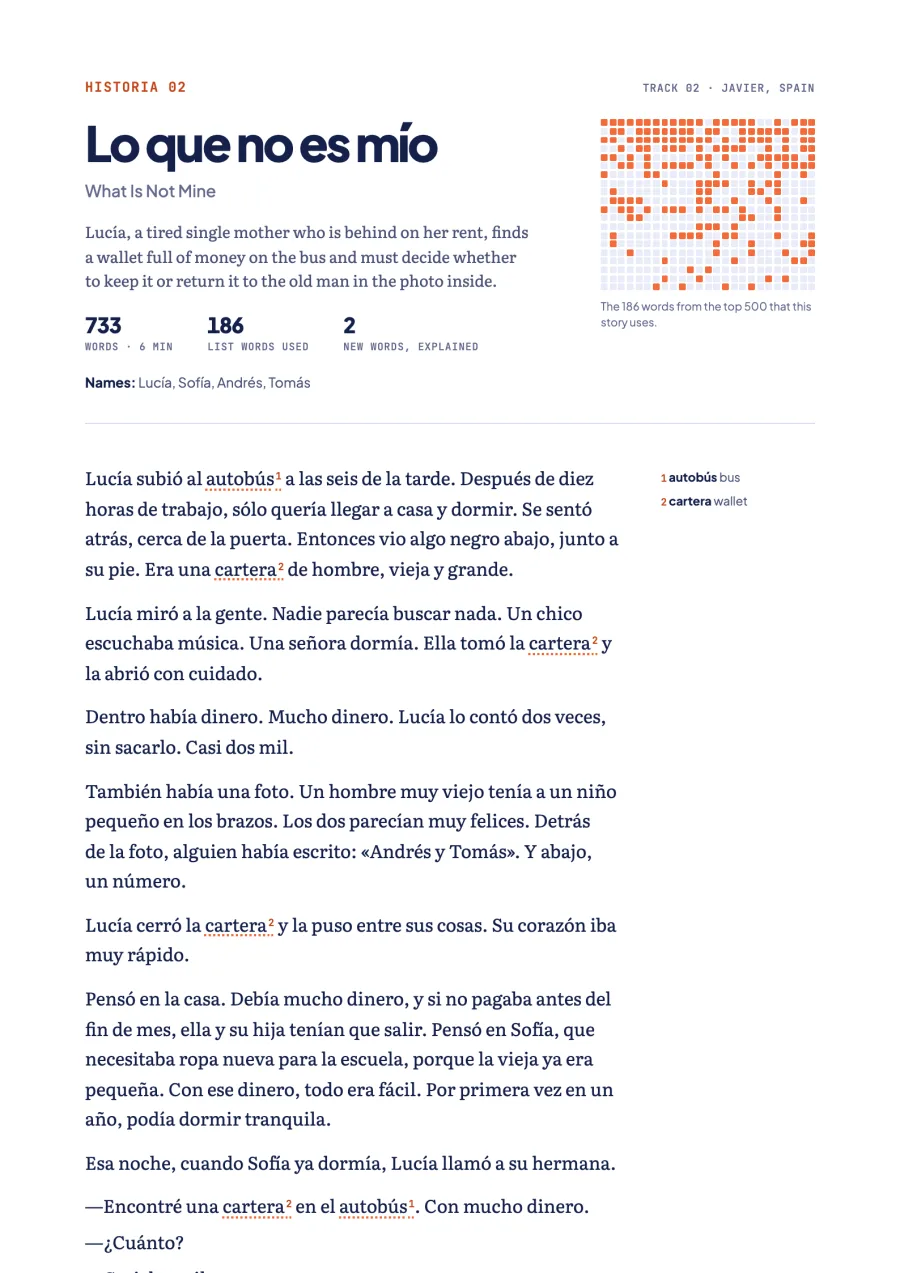 HISTORIA 02
TRACK 02 · JAVIER, SPAIN
Lo que no es mío
What Is Not Mine
Lucía, a tired single mother who is behind on her rent, finds
a wallet full of money on the bus and must decide whether
to keep it or return it to the old man in the photo inside.
733 186 2
WORDS · 6 MIN LIST WORDS USED NEW WORDS, EXPLAINED
The 186 words from the top 500 that this
story uses.
Names: Lucía, Sofía, Andrés, Tomás
Lucía subió al autobús¹ a las seis de la tarde. Después de diez
horas de trabajo, sólo quería llegar a casa y dormir. Se sentó
atrás, cerca de la puerta. Entonces vio algo negro abajo, junto a
su pie. Era una cartera² de hombre, vieja y grande.
1 autobús bus
2 cartera wallet
Lucía miró a la gente. Nadie parecía buscar nada. Un chico
escuchaba música. Una señora dormía. Ella tomó la cartera² y
la abrió con cuidado.
Dentro había dinero. Mucho dinero. Lucía lo contó dos veces,
sin sacarlo. Casi dos mil.
También había una foto. Un hombre muy viejo tenía a un niño
pequeño en los brazos. Los dos parecían muy felices. Detrás
de la foto, alguien había escrito: «Andrés y Tomás». Y abajo,
un número.
Lucía cerró la cartera² y la puso entre sus cosas. Su corazón iba
muy rápido.
Pensó en la casa. Debía mucho dinero, y si no pagaba antes del
fin de mes, ella y su hija tenían que salir. Pensó en Sofía, que
necesitaba ropa nueva para la escuela, porque la vieja ya era
pequeña. Con ese dinero, todo era fácil. Por primera vez en un
año, podía dormir tranquila.
Esa noche, cuando Sofía ya dormía, Lucía llamó a su hermana.
—Encontré una cartera² en el autobús¹. Con mucho dinero.
—¿Cuánto?